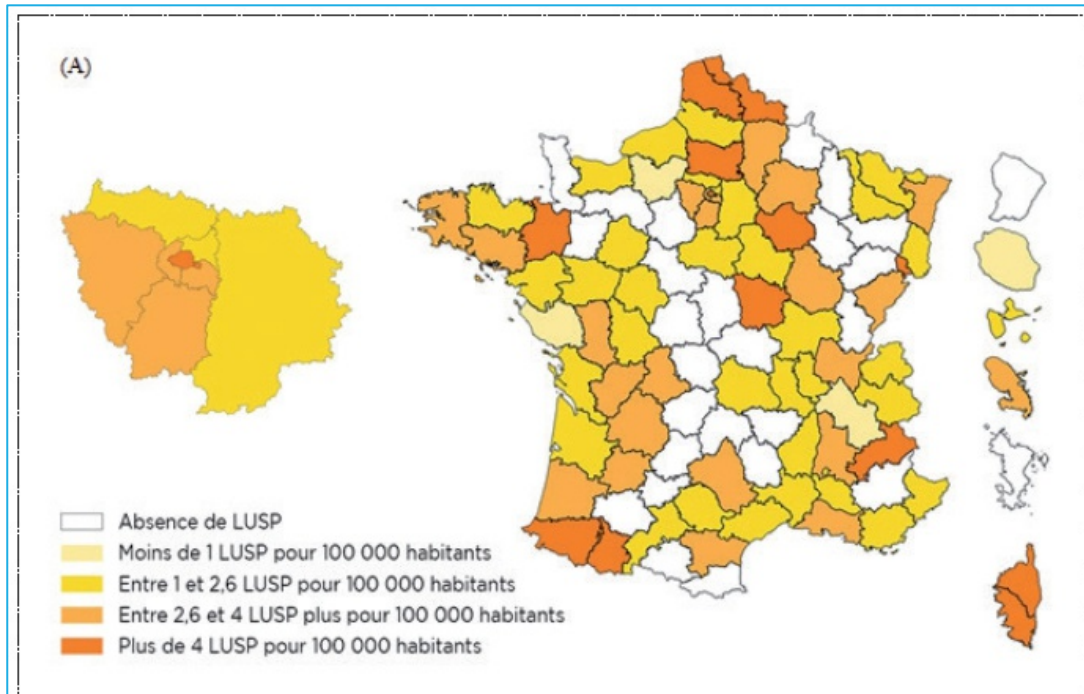 (A)
Absence de LUSP
Moins de 1 LUSP pour 100 000 habitants
Entre 1 et 2,6 LUSP pour 100 000 habitants
Entre 2,6 et 4 LUSP plus pour 100 000 habitants
Plus de 4 LUSP pour 100 000 habitants